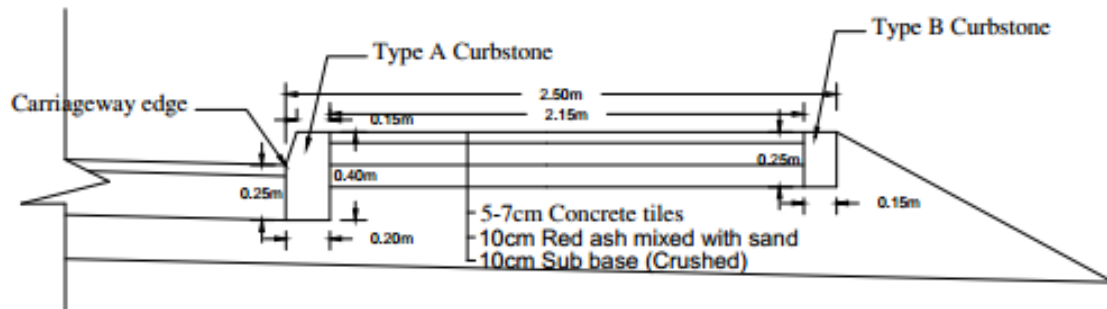 Type B Curbstone
Type A Curbstone
2.50m
Carriageway edge
2.15m
0.15m
0.25m
0.40m
0.25m
0.15m
0.20m
5-7cm Concrete tiles
10cm Red ash mixed with sand
10cm Sub base (Crushed)